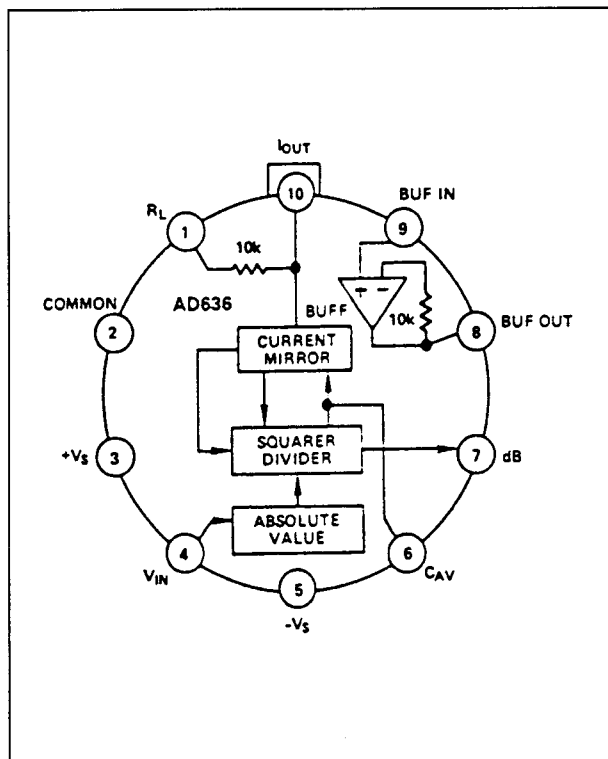 IOUT
10
RL
1
BUF IN
9
10k
COMMON
2
AD636
BUFF
+ −
10k
8
BUF OUT
CURRENT
MIRROR
+VS
3
SQUARER
DIVIDER
7
dB
ABSOLUTE
VALUE
4
VIN
6
CAV
5
-VS